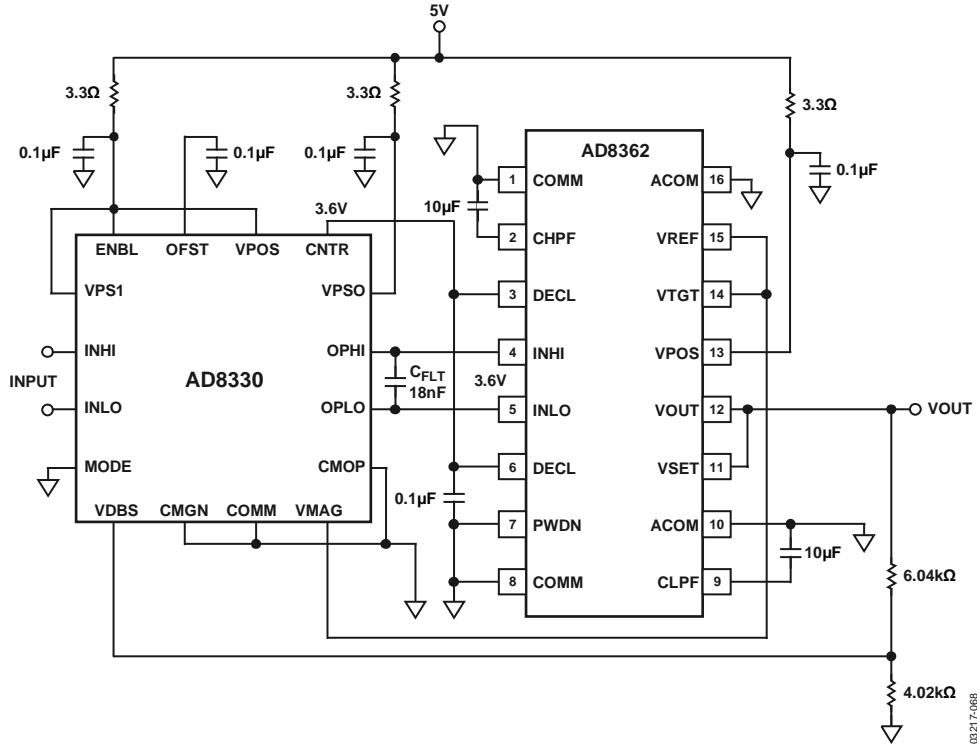 5V
3.3Ω
3.3Ω
3.3Ω
0.1µF
0.1µF
0.1µF
0.1µF
AD8362
1 COMM
ACOM 16
10µF
3.6V
2 CHPF
VREF 15
ENBL
OFST
VPOS
CNTR
VPS1
VPSO
3 DECL
VTGT 14
INHI
OPHI
4 INHI
VPOS 13
INPUT
AD8330
CFLT
18nF
3.6V
INLO
OPLO
5 INLO
VOUT 12
VOUT
MODE
CMOP
6 DECL
VSET 11
VDBS
CMGN
COMM
VMAG
0.1µF
7 PWDN
ACOM 10
10µF
6.04kΩ
8 COMM
CLPF 9
4.02kΩ
03217-068